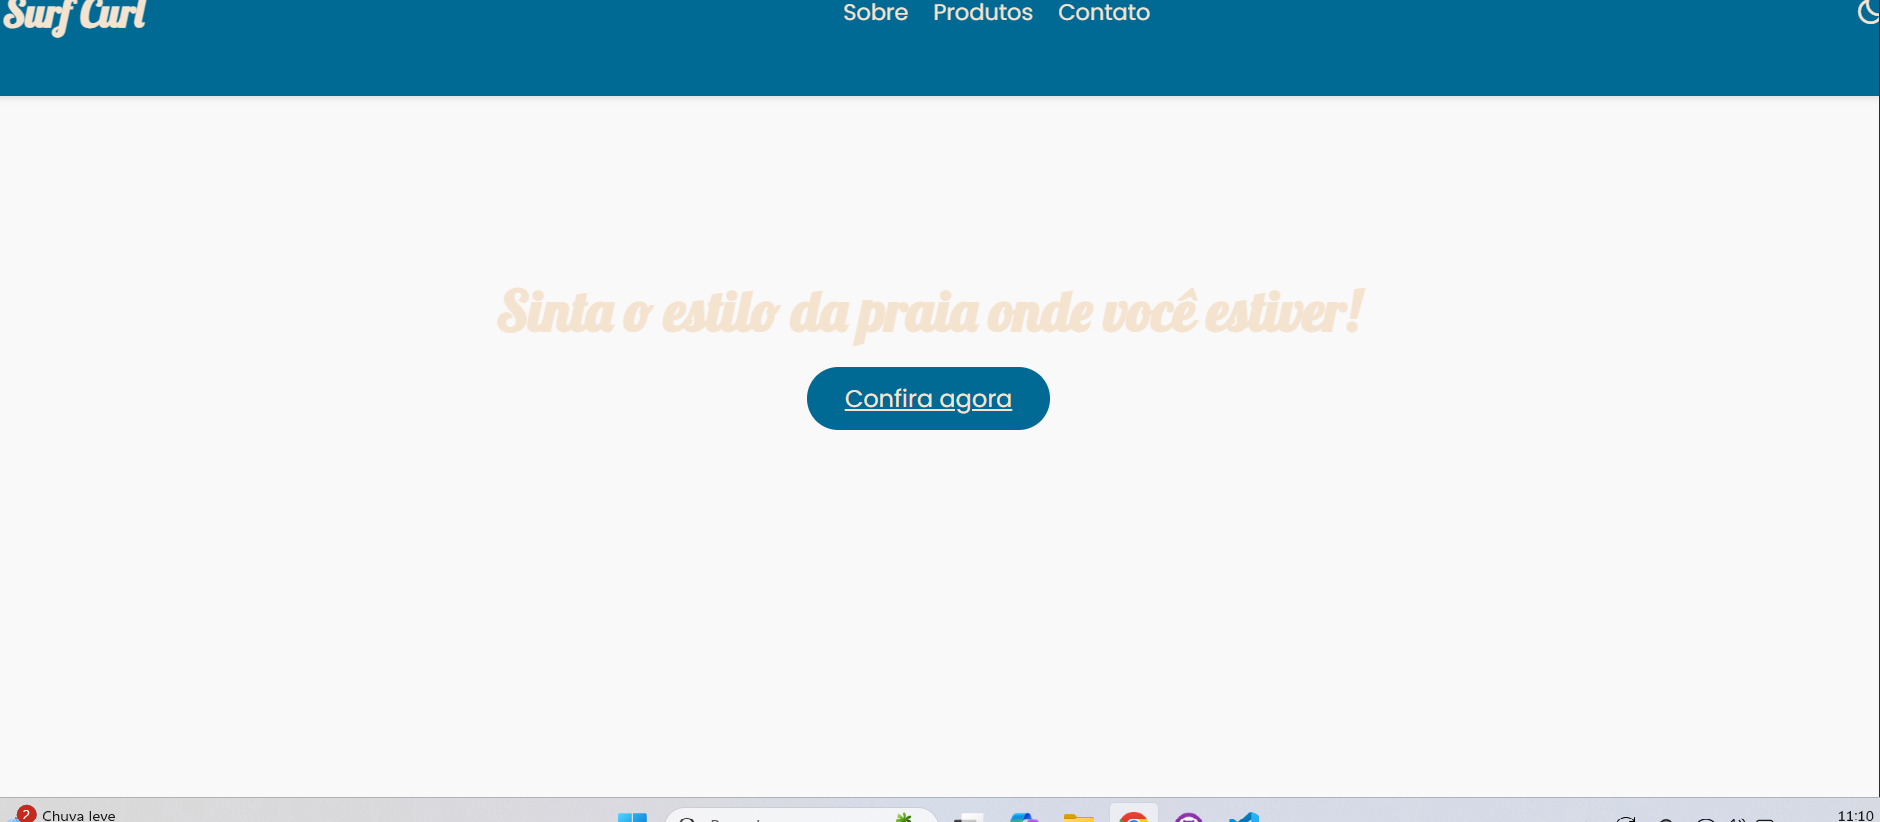 Surf Curl
Sobre Produtos Contato
Sinta o estilo da praia onde você estiver!
Confira agora
2
Chuva leve
11:10